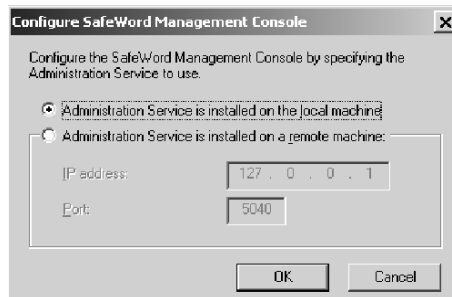 Configure SafeWord Management Console
Configure the SafeWord Management Console by specifying the
Administration Service to use.
Administration Service is installed on the local machine
Administration Service is installed on a remote machine:
IP address:
127 . 0 . 0 . 1
Port:
5040
OK
Cancel